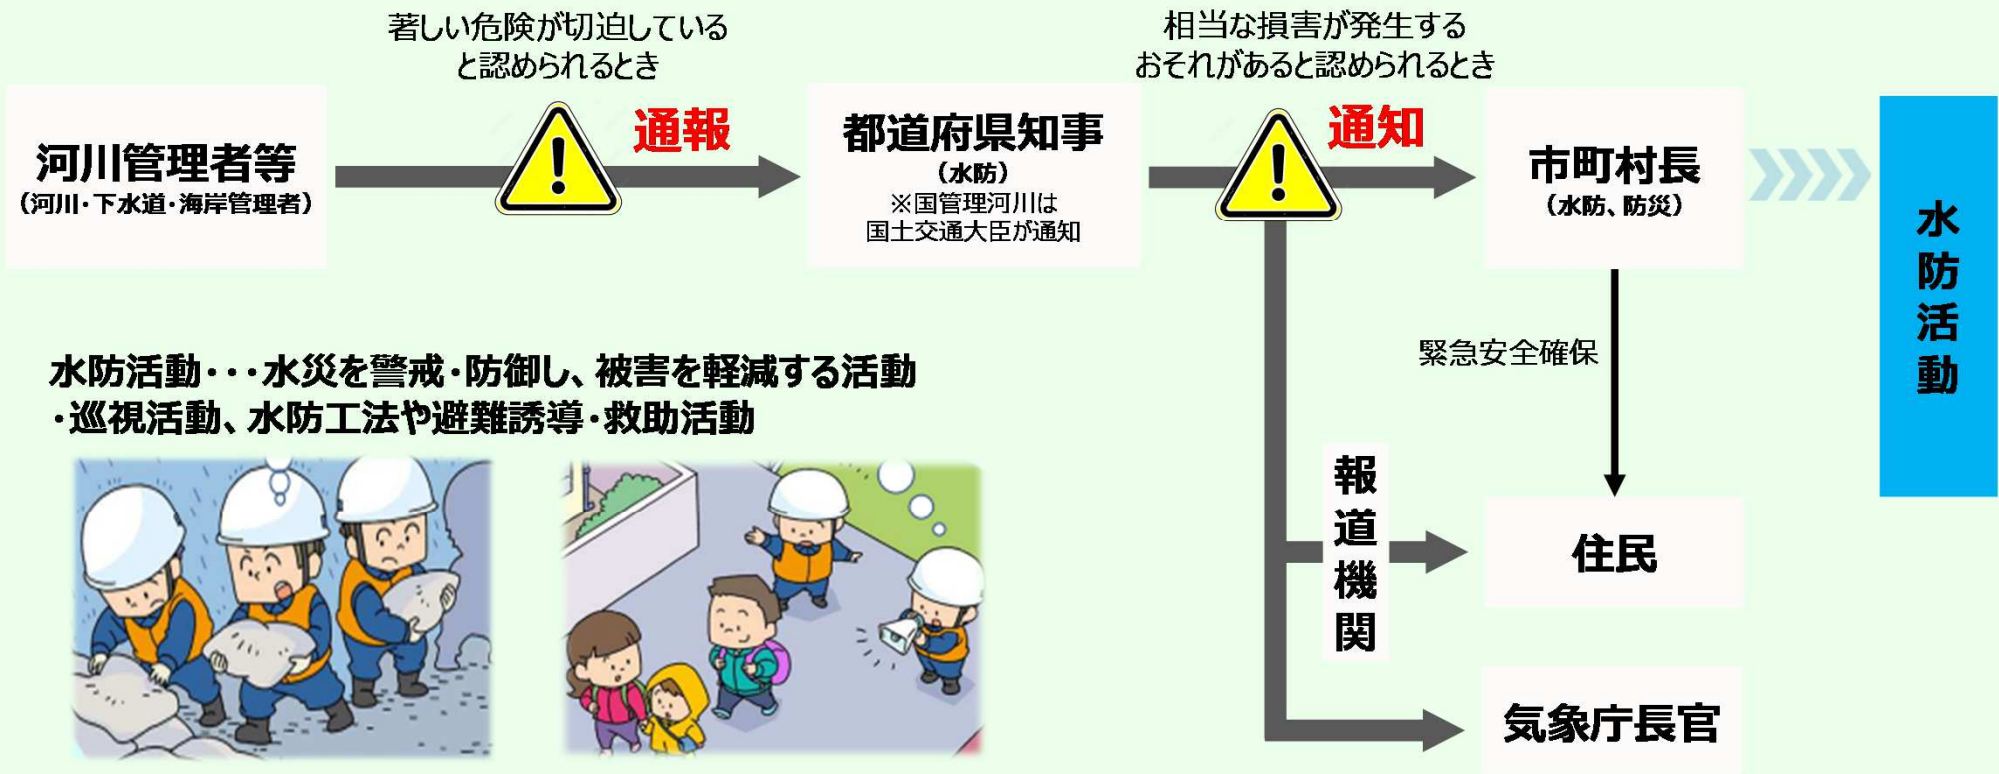 著しい危険が切迫している
と認められるとき
相当な損害が発生する
おそれがあると認められるとき
河川管理者等
（河川・下水道・海岸管理者）
通報
都道府県知事
（水防）
※国管理河川は
国土交通大臣が通知
通知
市町村長
（水防、防災）
水防活動
緊急安全確保
水防活動・・・水災を警戒・防御し、被害を軽減する活動
・巡視活動、水防工法や避難誘導・救助活動
報道機関
住民
気象庁長官